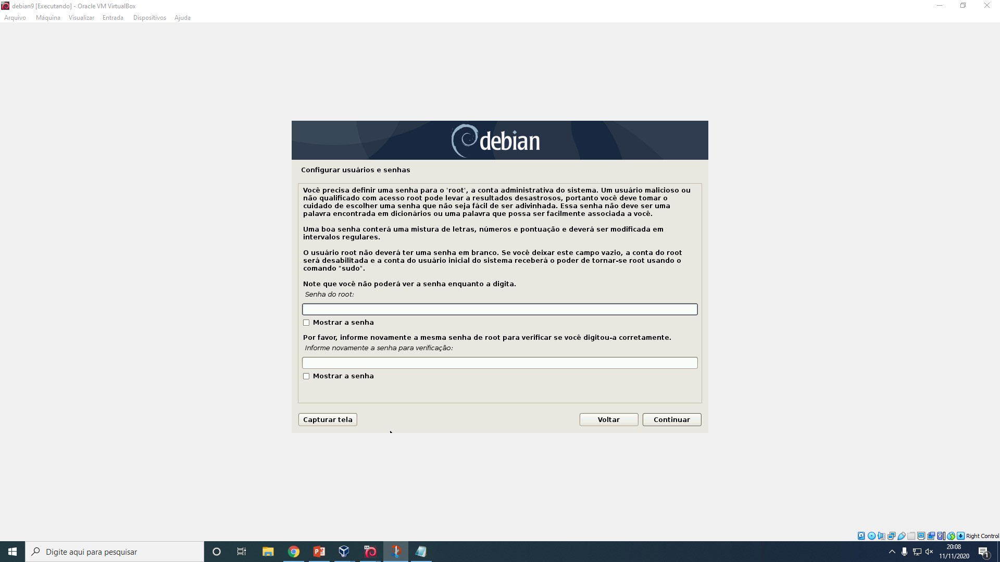 debian9 [Executando] - Oracle VM VirtualBox
Arquivo Máquina Visualizar Entrada Dispositivos Ajuda
debian
Configurar usuários e senhas
Você precisa definir uma senha para o 'root', a conta administrativa do sistema. Um usuário malicioso ou
não qualificado com acesso root pode levar a resultados desastrosos, portanto você deve tomar o
cuidado de escolher uma senha que não seja fácil de ser adivinhada. Essa senha não deve ser uma
palavra encontrada em dicionários ou uma palavra que possa ser facilmente associada a você.
Uma boa senha conterá uma mistura de letras, números e pontuação e deverá ser modificada em
intervalos regulares.
O usuário root não deverá ter uma senha em branco. Se você deixar este campo vazio, a conta do root
será desabilitada e a conta do usuário inicial do sistema receberá o poder de tornar-se root usando o
comando "sudo".
Note que você não poderá ver a senha enquanto a digita.
Senha do root:
Mostrar a senha
Por favor, informe novamente a mesma senha de root para verificar se você digitou-a corretamente.
Informe novamente a senha para verificação:
Mostrar a senha
Capturar tela Voltar Continuar
Right Control
Digite aqui para pesquisar
20:08
11/11/2020
1